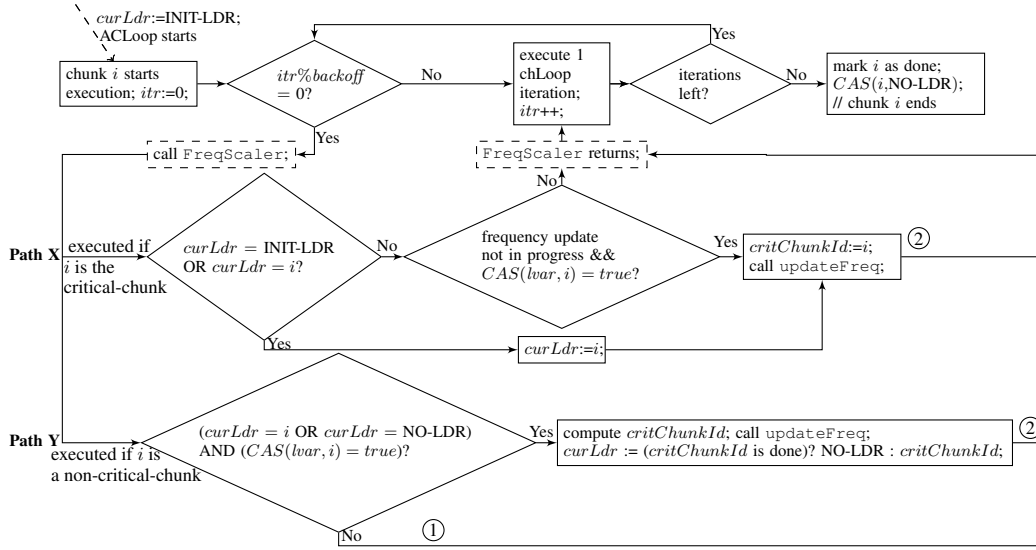 curLdr:=INIT-LDR;
ACLoop starts
chunk i starts
execution; itr:=0;
itr%backoff
= 0?
No
Yes
execute 1
chLoop
iteration;
itr++;
Yes
iterations
left?
No
mark i as done;
CAS(i,NO-LDR);
// chunk i ends
call FreqScaler;
FreqScaler returns;
No
Path X
executed if
i is the
critical-chunk
curLdr = INIT-LDR
OR curLdr = i?
No
Yes
frequency update
not in progress &&
CAS(lvar, i) = true?
Yes
critChunkId:=i;
call updateFreq;
②
curLdr:=i;
Path Y
executed if i is
a non-critical-chunk
(curLdr = i OR curLdr = NO-LDR)
AND (CAS(lvar, i) = true)?
Yes
compute critChunkId; call updateFreq;
curLdr := (critChunkId is done)? NO-LDR : critChunkId;
②
No
①